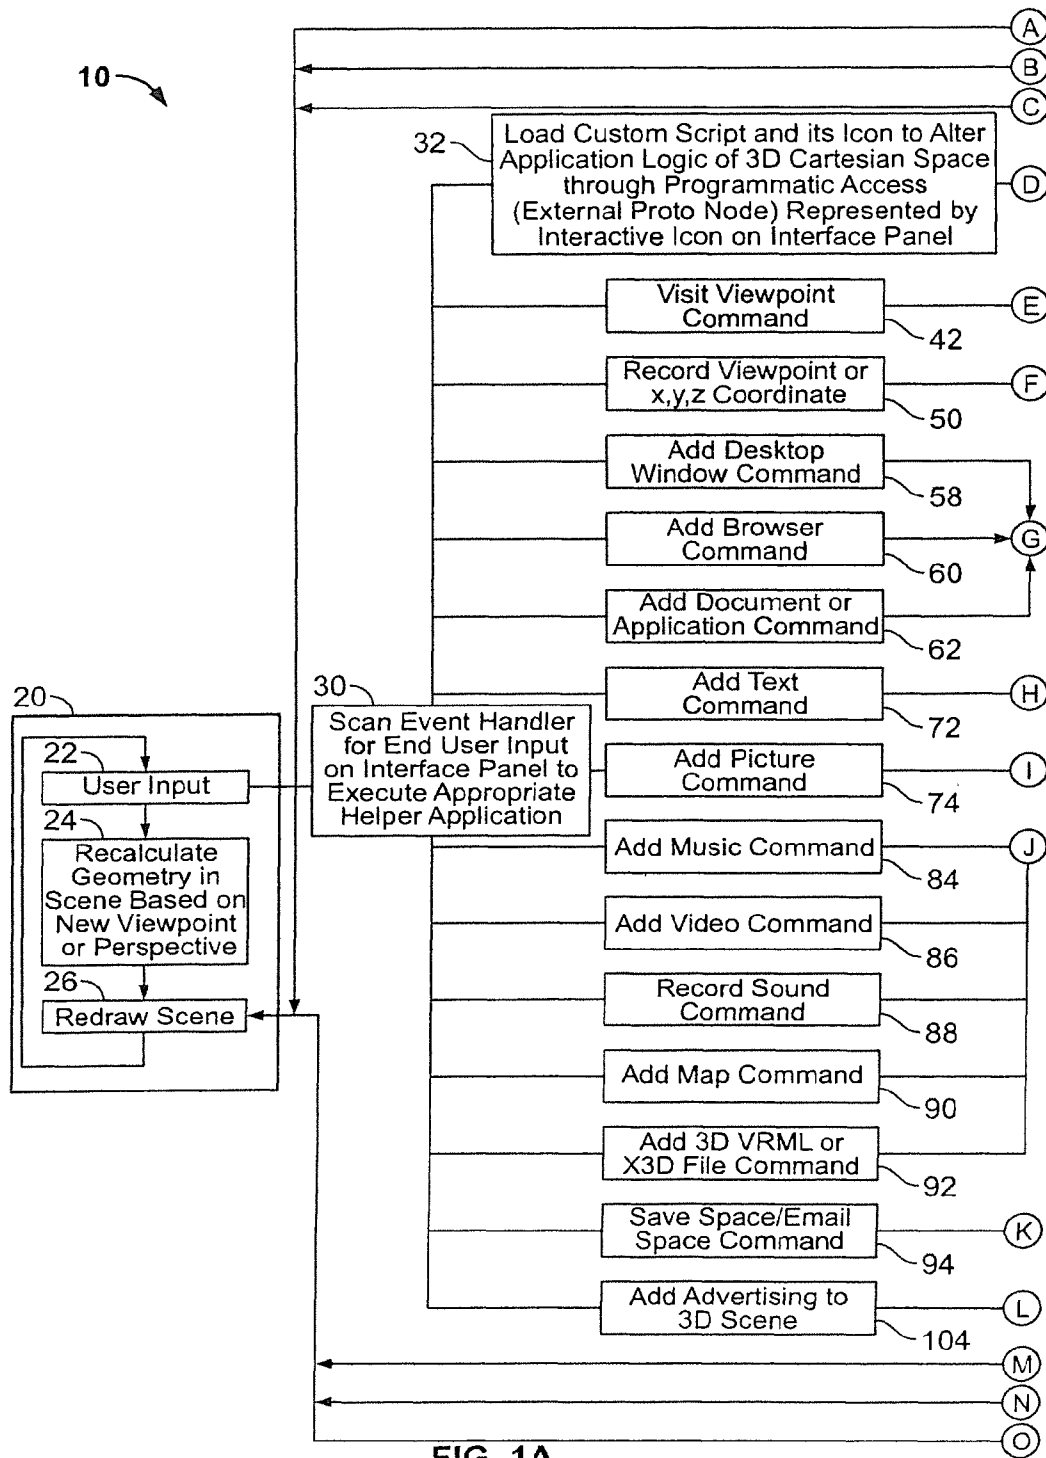 A
10
B
C
32
Load Custom Script and its Icon to Alter
Application Logic of 3D Cartesian Space
through Programmatic Access
(External Proto Node) Represented by
Interactive Icon on Interface Panel
D
Visit Viewpoint
Command
E
42
Record Viewpoint or
x,y,z Coordinate
F
50
Add Desktop
Window Command
58
G
Add Browser
Command
60
Add Document or
Application Command
62
20
30
Scan Event Handler
for End User Input
on Interface Panel to
Execute Appropriate
Helper Application
Add Text
Command
H
72
22
User Input
Add Picture
Command
I
74
24
Recalculate
Geometry in
Scene Based on
New Viewpoint
or Perspective
Add Music Command
J
84
Add Video Command
86
26
Redraw Scene
Record Sound
Command
88
Add Map Command
90
Add 3D VRML or
X3D File Command
92
Save Space/Email
Space Command
K
94
Add Advertising to
3D Scene
L
104
M
N
O
FIG. 1A